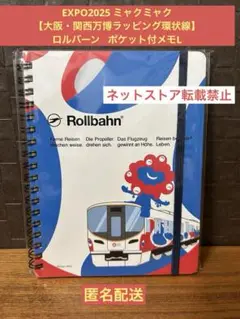 EXPO2025 ミャクミャク
【大阪・関西万博ラッピング環状線】
ロルバーン　ポケット付メモL
ネットストア転載禁止
Rollbahn®
Die Propeller
drehen sich.
Das Flugzeug
gewinnt an Höhe.
Leben
匿名配送